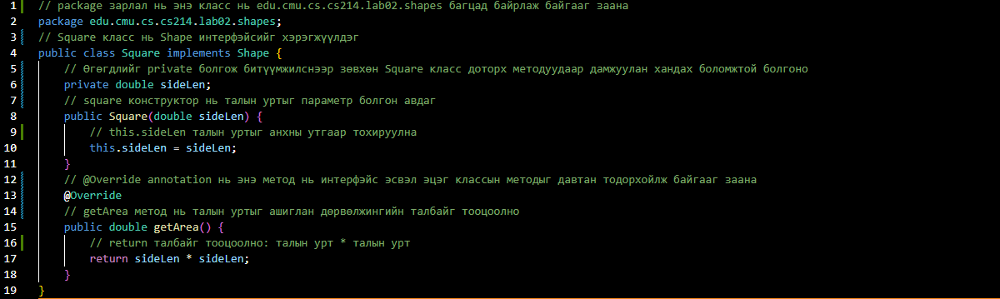 1 // package зарлал нь энэ класс нь edu.cmu.cs.cs214.lab02.shapes багцад байрлаж байгааг заана
2 package edu.cmu.cs.cs214.lab02.shapes;
3 // Square класс нь Shape интерфэйсийг хэрэгжүүлдэг
4 public class Square implements Shape {
5 // Өгөгдлийг private болгож битүүмжилснээр зөвхөн Square класс доторх методуудаар дамжуулан хандах боломжтой болгоно
6 private double sideLen;
7 // square конструктор нь талын уртыг параметр болгон авдаг
8 public Square(double sideLen) {
9 // this.sideLen талын уртыг анхны утгаар тохируулна
10 this.sideLen = sideLen;
11 }
12 // @Override annotation нь энэ метод нь интерфэйс эсвэл эцэг классын методыг давтан тодорхойлж байгааг заана
13 @Override
14 // getArea метод нь талын уртыг ашиглан дөрвөлжингийн талбайг тооцоолно
15 public double getArea() {
16 // return талбайг тооцоолно: талын урт * талын урт
17 return sideLen * sideLen;
18 }
19 }